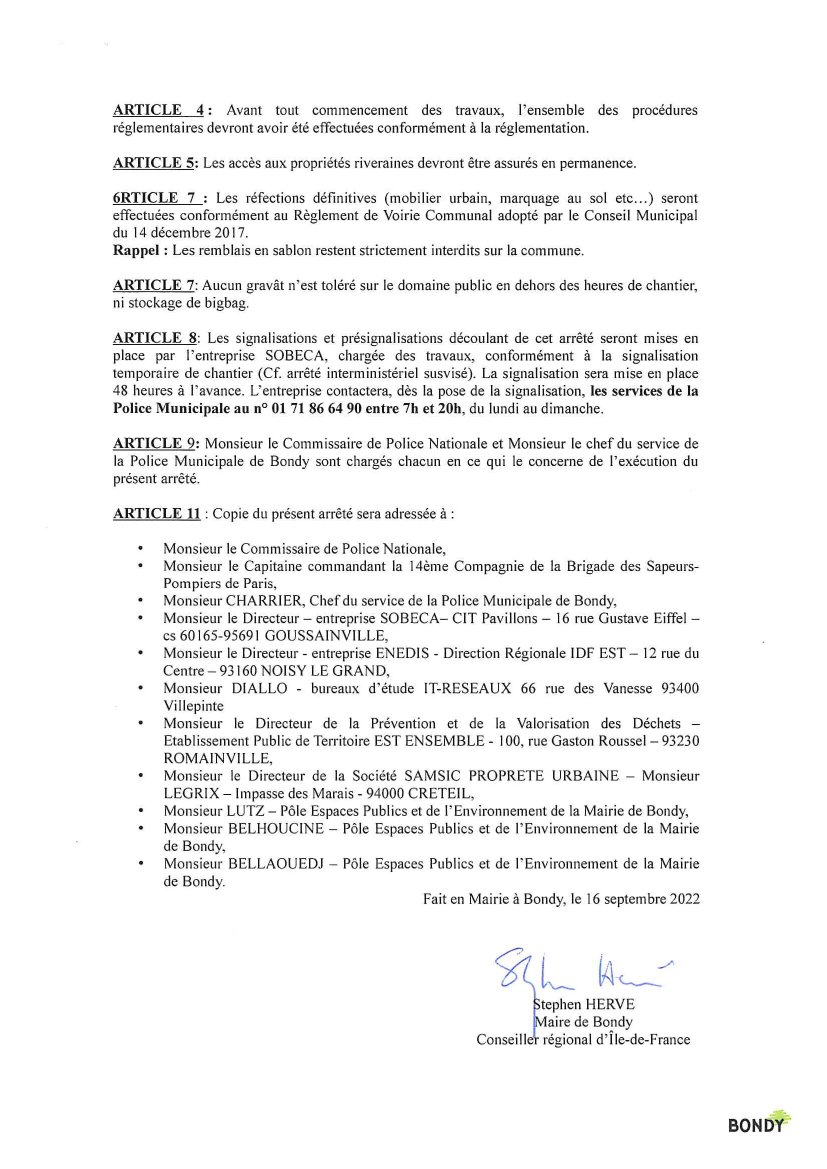 ARTICLE 4 : Avant tout commencement des travaux, l'ensemble des procédures
réglementaires devront avoir été effectuées conformément à la réglementation.
ARTICLE 5: Les accès aux propriétés riveraines devront être assurés en permanence.
6RTICLE 7 : Les réfections définitives (mobilier urbain, marquage au sol etc…) seront
effectuées conformément au Règlement de Voirie Communal adopté par le Conseil Municipal
du 14 décembre 2017.
Rappel : Les remblais en sablon restent strictement interdits sur la commune.
ARTICLE 7: Aucun gravât n'est toléré sur le domaine public en dehors des heures de chantier,
ni stockage de bigbag.
ARTICLE 8: Les signalisations et présignalisations découlant de cet arrêté seront mises en
place par l'entreprise SOBECA, chargée des travaux, conformément à la signalisation
temporaire de chantier (Cf. arrêté interministériel susvisé). La signalisation sera mise en place
48 heures à l'avance. L'entreprise contactera, dès la pose de la signalisation, les services de la
Police Municipale au n° 01 71 86 64 90 entre 7h et 20h, du lundi au dimanche.
ARTICLE 9: Monsieur le Commissaire de Police Nationale et Monsieur le chef du service de
la Police Municipale de Bondy sont chargés chacun en ce qui le concerne de l'exécution du
présent arrêté.
ARTICLE 11 : Copie du présent arrêté sera adressée à :
• Monsieur le Commissaire de Police Nationale,
• Monsieur le Capitaine commandant la 14ème Compagnie de la Brigade des Sapeurs-
Pompiers de Paris,
• Monsieur CHARRIER, Chef du service de la Police Municipale de Bondy,
• Monsieur le Directeur – entreprise SOBECA– CIT Pavillons – 16 rue Gustave Eiffel –
cs 60165-95691 GOUSSAINVILLE,
• Monsieur le Directeur - entreprise ENEDIS - Direction Régionale IDF EST – 12 rue du
Centre – 93160 NOISY LE GRAND,
• Monsieur DIALLO - bureaux d'étude IT-RESEAUX 66 rue des Vanesse 93400
Villepinte
• Monsieur le Directeur de la Prévention et de la Valorisation des Déchets –
Etablissement Public de Territoire EST ENSEMBLE - 100, rue Gaston Roussel – 93230
ROMAINVILLE,
• Monsieur le Directeur de la Société SAMSIC PROPRETE URBAINE – Monsieur
LEGRIX – Impasse des Marais - 94000 CRETEIL,
• Monsieur LUTZ – Pôle Espaces Publics et de l'Environnement de la Mairie de Bondy,
• Monsieur BELHOUCINE – Pôle Espaces Publics et de l'Environnement de la Mairie
de Bondy,
• Monsieur BELLAOUEDJ – Pôle Espaces Publics et de l'Environnement de la Mairie
de Bondy.
Fait en Mairie à Bondy, le 16 septembre 2022
Stephen HERVE
Maire de Bondy
Conseiller régional d'Île-de-France
BONDY